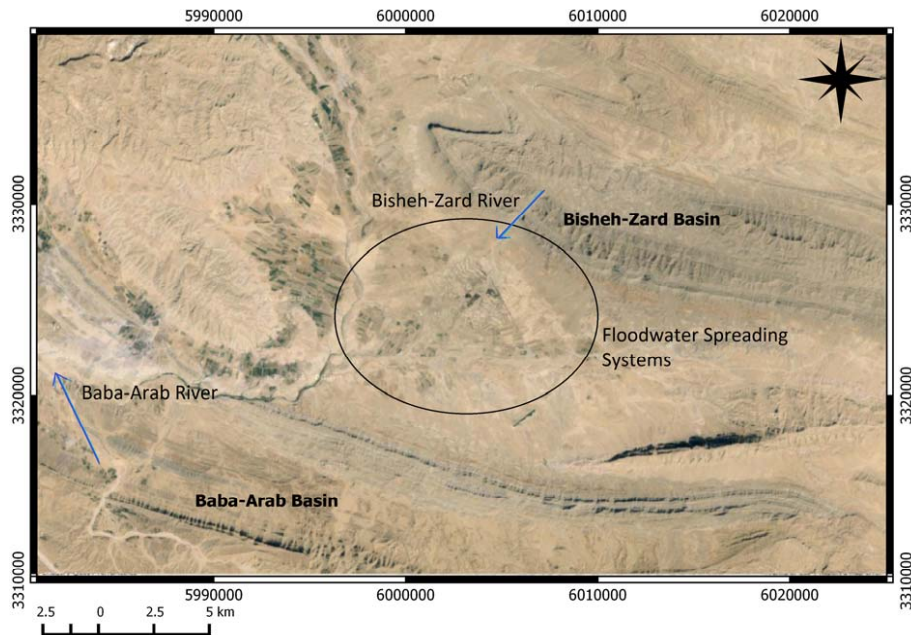 5990000 6000000 6010000 6020000
3330000 3330000
Bisheh-Zard River
Bisheh-Zard Basin
Floodwater Spreading
Systems
3320000 3320000
Baba-Arab River
Baba-Arab Basin
3310000 3310000
5990000 6000000 6010000 6020000
2.5 0 2.5 5 km